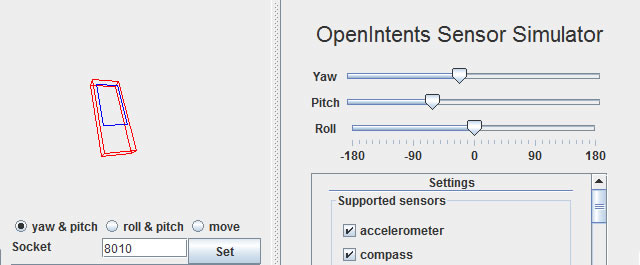 OpenIntents Sensor Simulator
Yaw
Pitch
Roll
-180 -90 0 90 180
Settings
Supported sensors
accelerometer
compass
yaw & pitch roll & pitch move
Socket 8010 Set